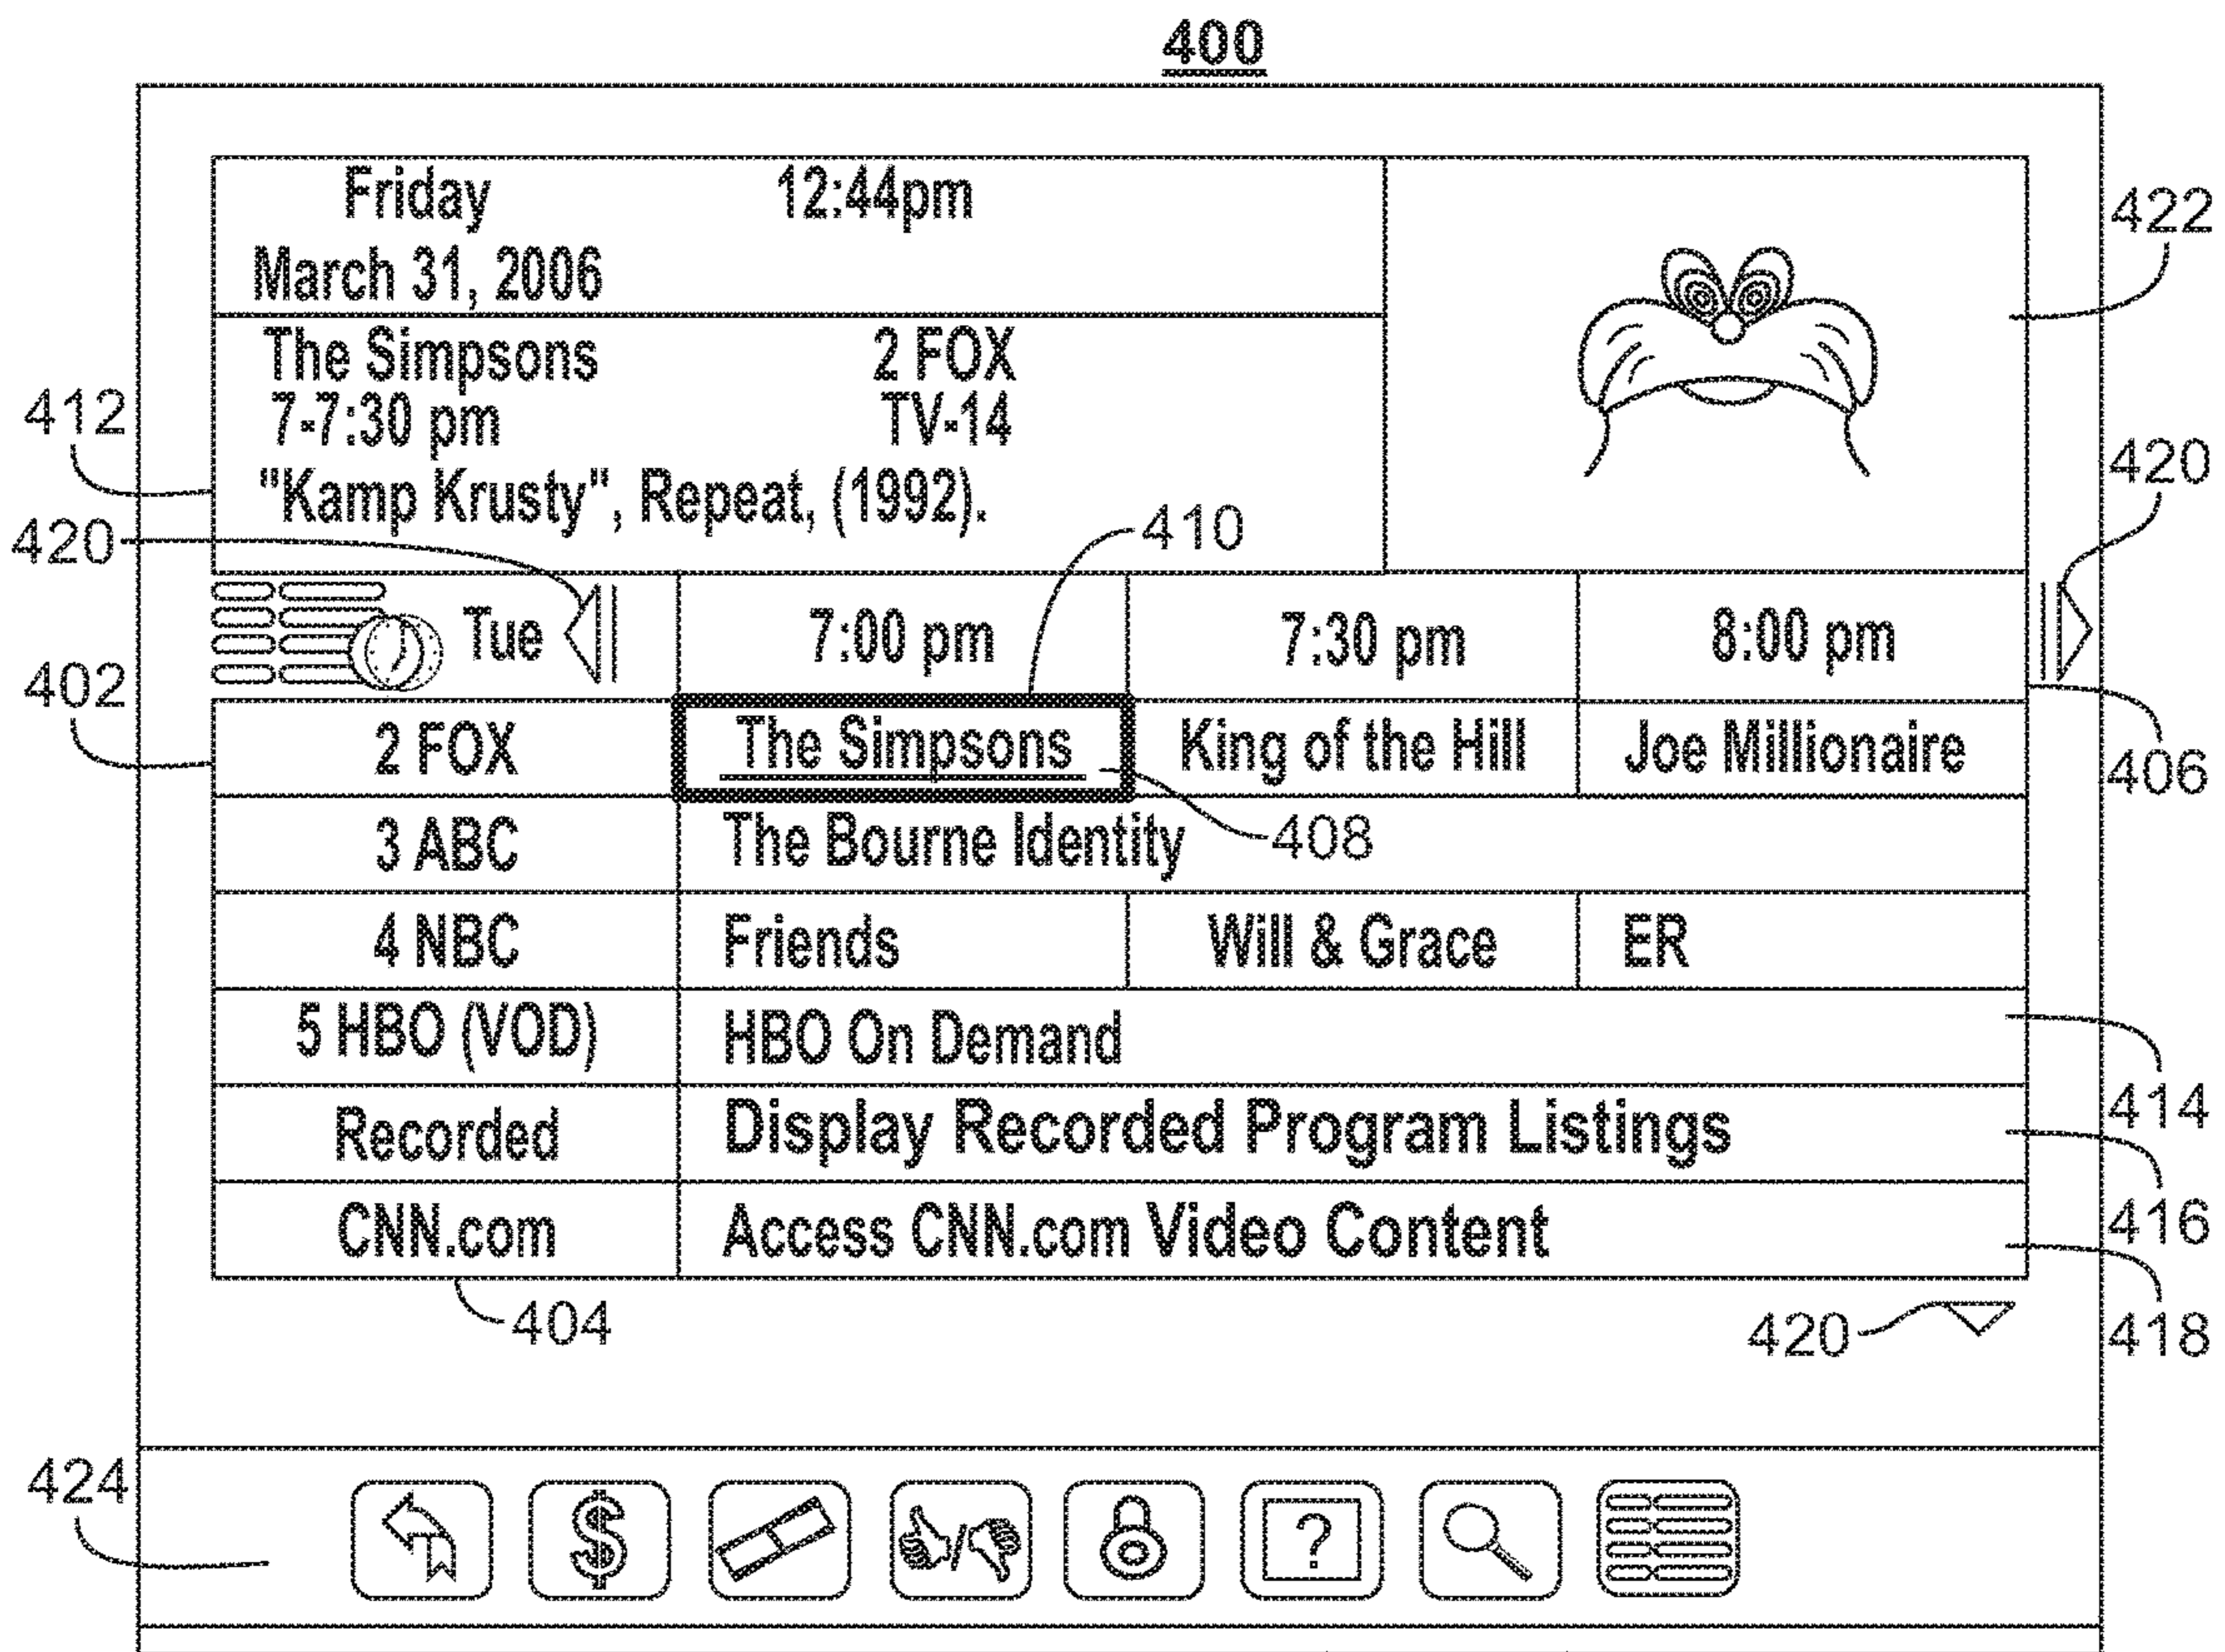 400
Friday 12:44pm
March 31, 2006
422
The Simpsons 2 FOX
412
7-7:30 pm TV-14
420
"Kamp Krusty", Repeat, (1992).
410
420
Tue 7:00 pm 7:30 pm 8:00 pm
402
2 FOX The Simpsons King of the Hill Joe Millionaire
406
3 ABC The Bourne Identity 408
4 NBC Friends Will & Grace ER
5 HBO (VOD) HBO On Demand
414
Recorded Display Recorded Program Listings
416
CNN.com Access CNN.com Video Content
404 420 418
424
$ / ?